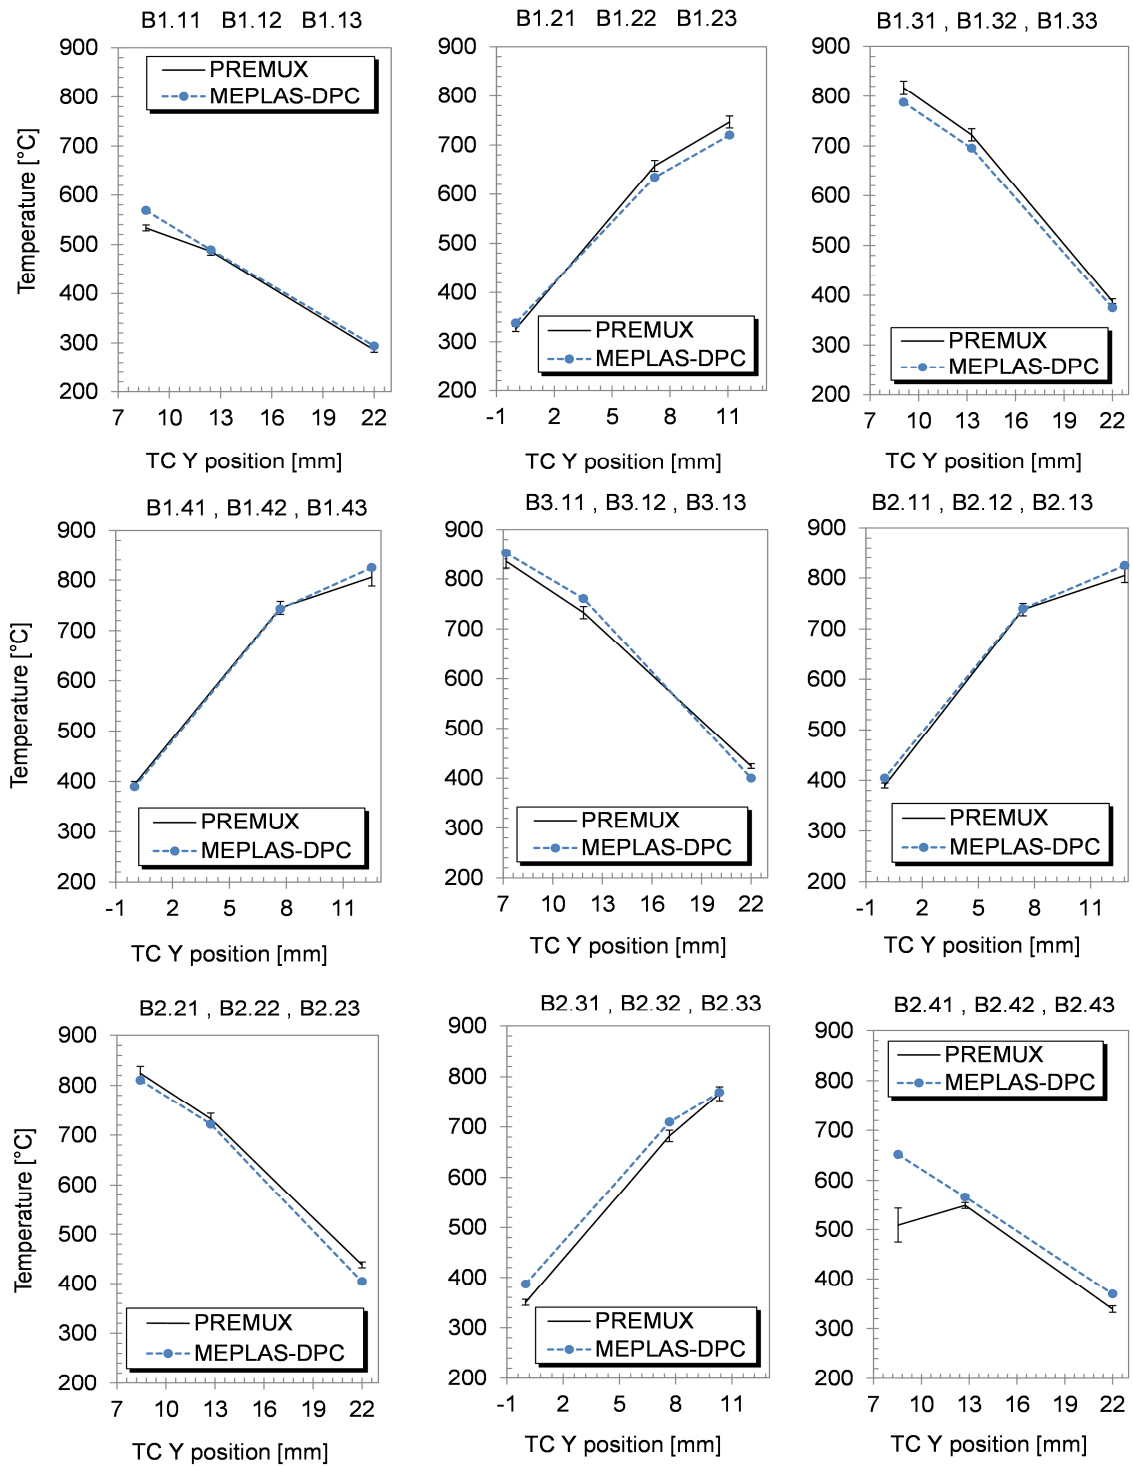 B1.11 B1.12 B1.13
900
800
700
600
500
400
300
200
Temperature [°C]
PREMUX
MEPLAS-DPC
7 10 13 16 19 22
TC Y position [mm]
B1.21 B1.22 B1.23
900
800
700
600
500
400
300
200
PREMUX
MEPLAS-DPC
-1 2 5 8 11
TC Y position [mm]
B1.31 , B1.32 , B1.33
900
800
700
600
500
400
300
200
PREMUX
MEPLAS-DPC
7 10 13 16 19 22
TC Y position [mm]
B1.41 , B1.42 , B1.43
900
800
700
600
500
400
300
200
Temperature [°C]
PREMUX
MEPLAS-DPC
-1 2 5 8 11
TC Y position [mm]
B3.11 , B3.12 , B3.13
900
800
700
600
500
400
300
200
PREMUX
MEPLAS-DPC
7 10 13 16 19 22
TC Y position [mm]
B2.11 , B2.12 , B2.13
900
800
700
600
500
400
300
200
PREMUX
MEPLAS-DPC
-1 2 5 8 11
TC Y position [mm]
B2.21 , B2.22 , B2.23
900
800
700
600
500
400
300
200
Temperature [°C]
PREMUX
MEPLAS-DPC
7 10 13 16 19 22
TC Y position [mm]
B2.31 , B2.32 , B2.33
900
800
700
600
500
400
300
200
PREMUX
MEPLAS-DPC
-1 2 5 8 11
TC Y position [mm]
B2.41 , B2.42 , B2.43
900
800
700
600
500
400
300
200
PREMUX
MEPLAS-DPC
7 10 13 16 19 22
TC Y position [mm]